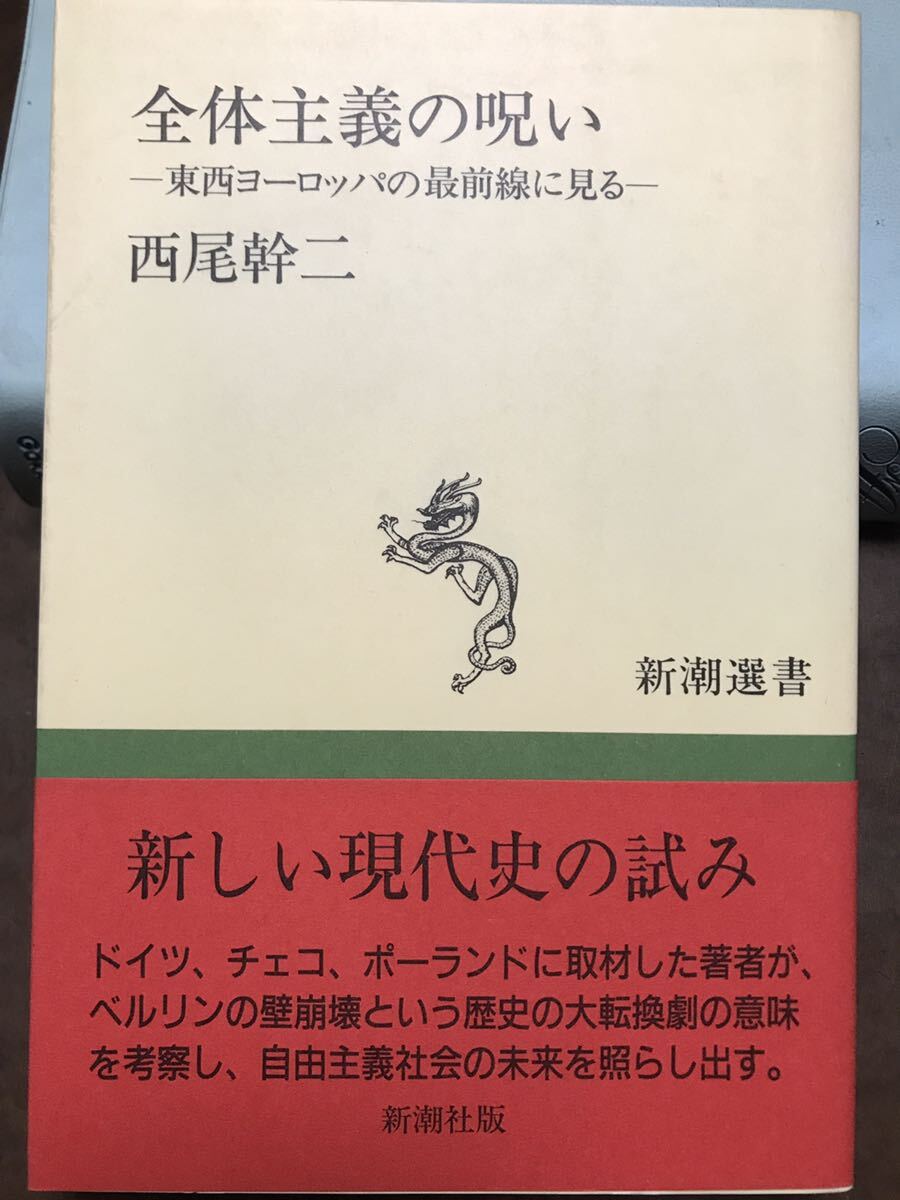 全体主義の呪い
―東西ヨーロッパの最前線に見る―
西尾幹二
新潮選書
新しい現代史の試み
ドイツ、チェコ、ポーランドに取材した著者が、
ベルリンの壁崩壊という歴史の大転換劇の意味
を考察し、自由主義社会の未来を照らし出す。
新潮社版